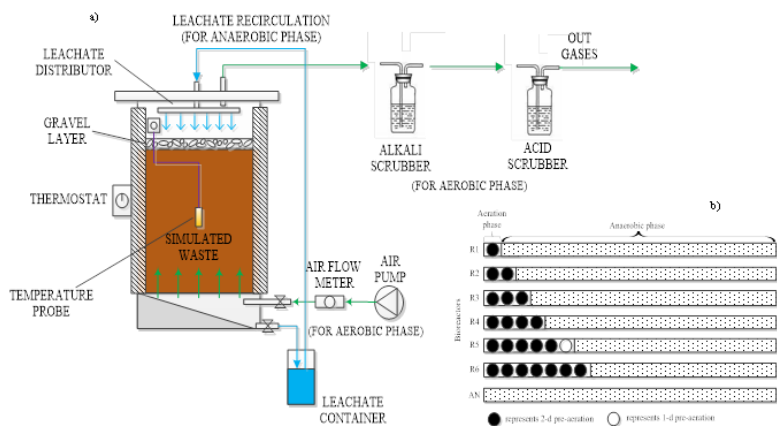 a)
LEACHATE RECIRCULATION
(FOR ANAEROBIC PHASE)
OUT
GASES
LEACHATE
DISTRIBUTOR
GRAVEL
LAYER
ALKALI
SCRUBBER
ACID
SCRUBBER
(FOR AEROBIC PHASE)
THERMOSTAT
SIMULATED
WASTE
TEMPERATURE
PROBE
AIR FLOW
METER
AIR
PUMP
(FOR AEROBIC PHASE)
LEACHATE
CONTAINER
b)
Aeration
phase
Anaerobic phase
Bioreactors
R1
R2
R3
R4
R5
R6
AN
represents 2-d pre-aeration
represents 1-d pre-aeration